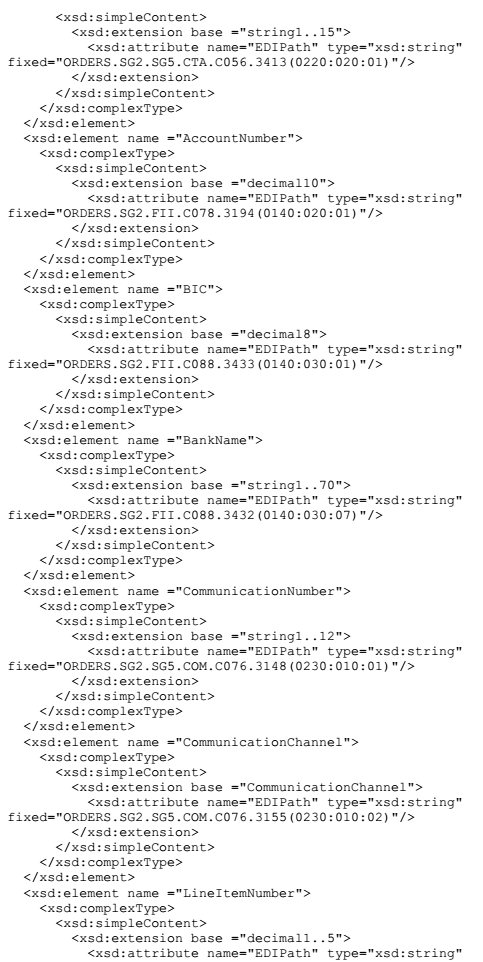 <xsd:simpleContent>
<xsd:extension base ="string1..15">
<xsd:attribute name="EDIPath" type="xsd:string"
fixed="ORDERS.SG2.SG5.CTA.C056.3413(0220:020:01)"/>
</xsd:extension>
</xsd:simpleContent>
</xsd:complexType>
</xsd:element>
<xsd:element name ="AccountNumber">
<xsd:complexType>
<xsd:simpleContent>
<xsd:extension base ="decimal10">
<xsd:attribute name="EDIPath" type="xsd:string"
fixed="ORDERS.SG2.FII.C078.3194(0140:020:01)"/>
</xsd:extension>
</xsd:simpleContent>
</xsd:complexType>
</xsd:element>
<xsd:element name ="BIC">
<xsd:complexType>
<xsd:simpleContent>
<xsd:extension base ="decimal8">
<xsd:attribute name="EDIPath" type="xsd:string"
fixed="ORDERS.SG2.FII.C088.3433(0140:030:01)"/>
</xsd:extension>
</xsd:simpleContent>
</xsd:complexType>
</xsd:element>
<xsd:element name ="BankName">
<xsd:complexType>
<xsd:simpleContent>
<xsd:extension base ="string1..70">
<xsd:attribute name="EDIPath" type="xsd:string"
fixed="ORDERS.SG2.FII.C088.3432(0140:030:07)"/>
</xsd:extension>
</xsd:simpleContent>
</xsd:complexType>
</xsd:element>
<xsd:element name ="CommunicationNumber">
<xsd:complexType>
<xsd:simpleContent>
<xsd:extension base ="string1..12">
<xsd:attribute name="EDIPath" type="xsd:string"
fixed="ORDERS.SG2.SG5.COM.C076.3148(0230:010:01)"/>
</xsd:extension>
</xsd:simpleContent>
</xsd:complexType>
</xsd:element>
<xsd:element name ="CommunicationChannel">
<xsd:complexType>
<xsd:simpleContent>
<xsd:extension base ="CommunicationChannel">
<xsd:attribute name="EDIPath" type="xsd:string"
fixed="ORDERS.SG2.SG5.COM.C076.3155(0230:010:02)"/>
</xsd:extension>
</xsd:simpleContent>
</xsd:complexType>
</xsd:element>
<xsd:element name ="LineItemNumber">
<xsd:complexType>
<xsd:simpleContent>
<xsd:extension base ="decimal1..5">
<xsd:attribute name="EDIPath" type="xsd:string"